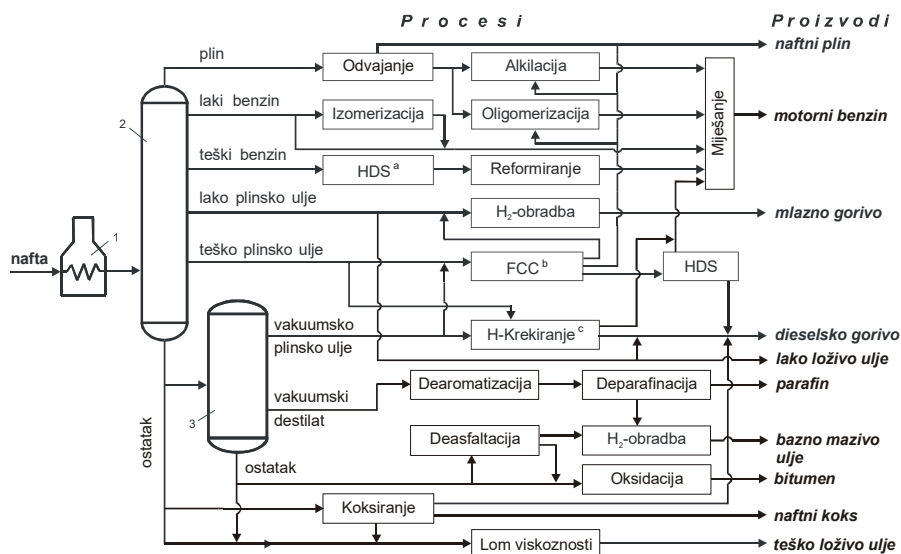 Procesi
Proizvodi
plin
Odvajanje
Alkilacija
naftni plin
laki benzin
Izomerizacija
Oligomerizacija
Miješanje
motorni benzin
2
teški benzin
HDS a
Reformiranje
lako plinsko ulje
H2-obradba
mlazno gorivo
1
nafta
teško plinsko ulje
FCC b
HDS
vakuumsko
plinsko ulje
H-Krekiranje c
dieselsko gorivo
lako loživo ulje
vakuumski
destilat
Dearomatizacija
Deparafinacija
parafin
3
ostatak
Deasfaltacija
H2-obradba
bazno mazivo
ulje
ostatak
Oksidacija
bitumen
Koksiranje
naftni koks
Lom viskoznosti
teško loživo ulje